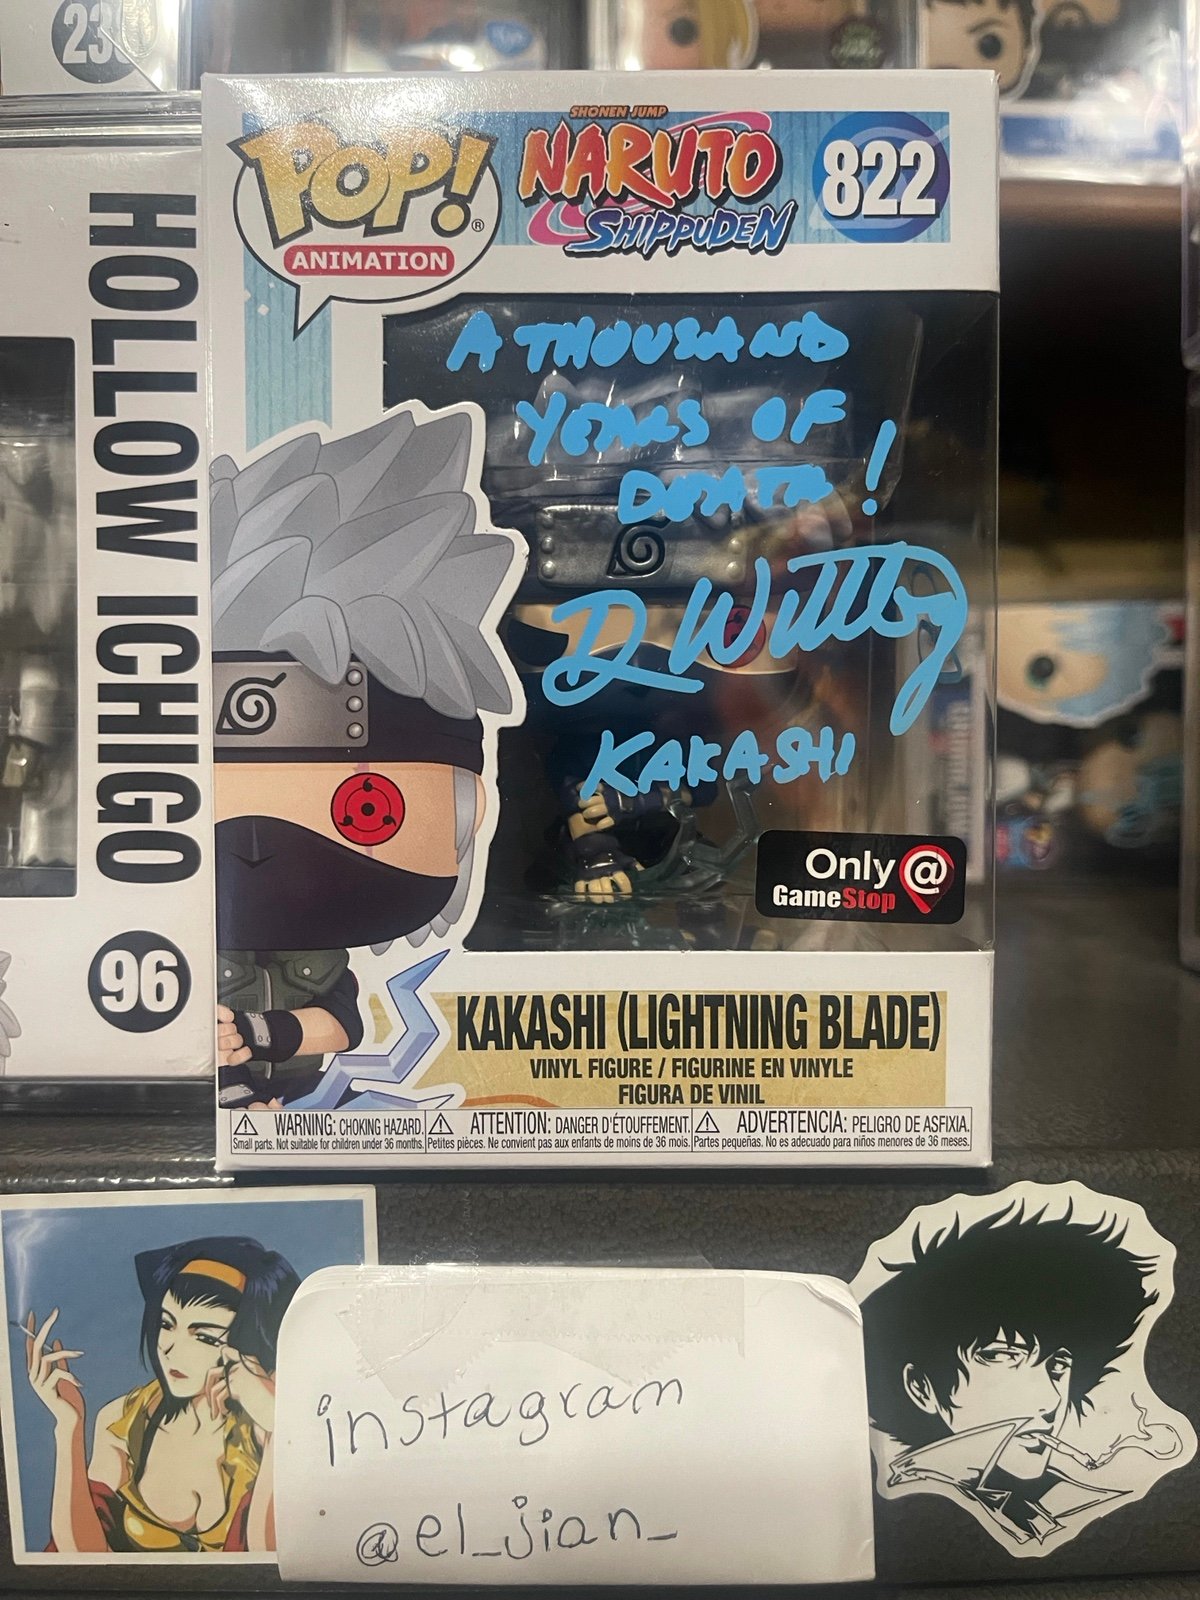 23
HOLLOW ICHIGO
96
POP!®
ANIMATION
SHONEN JUMP
NARUTO
SHIPPUDEN
822
A THOUSAND
YEARS OF
DEATH!
KAKASHI
Only @
GameStop
KAKASHI (LIGHTNING BLADE)
VINYL FIGURE / FIGURINE EN VINYLE
FIGURA DE VINIL
WARNING: CHOKING HAZARD.
Small parts. Not suitable for children under 36 months.
ATTENTION: DANGER D'ÉTOUFFEMENT.
Petites pièces. Ne convient pas aux enfants de moins de 36 mois.
ADVERTENCIA: PELIGRO DE ASFIXIA.
Partes pequeñas. No es adecuado para niños menores de 36 meses.
instagram
@el_jian_